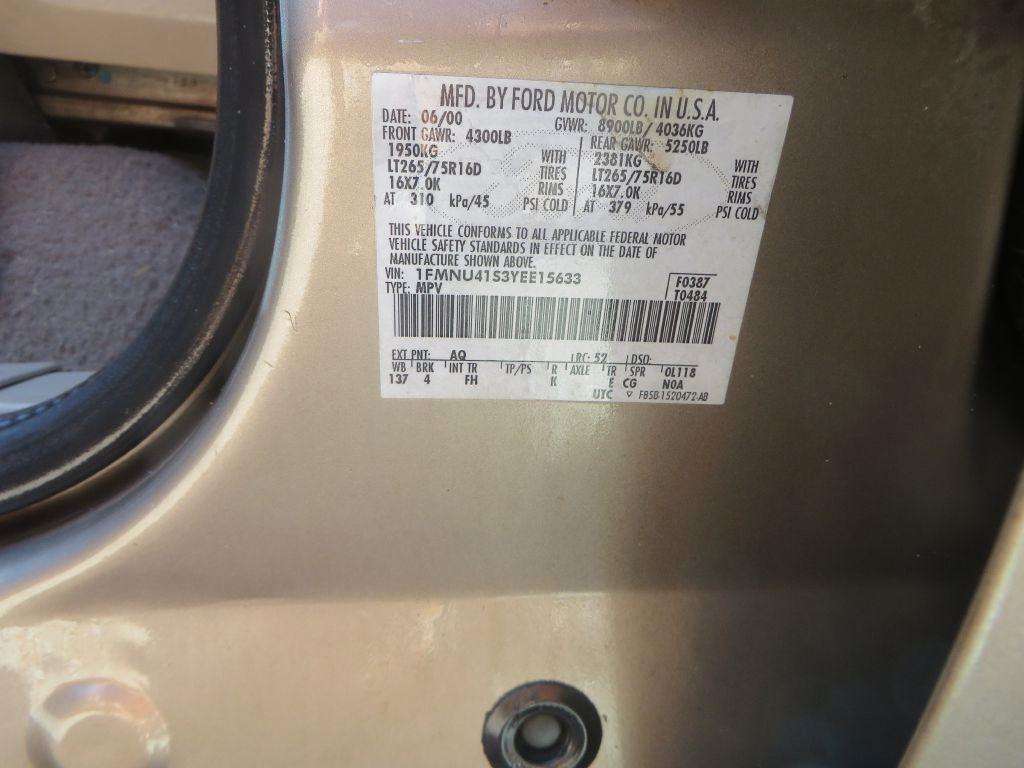 MFD. BY FORD MOTOR CO. IN U.S.A.
DATE: 06/00 GVWR: 8900LB/ 4036KG
FRONT GAWR: 4300LB REAR GAWR: 5250LB
1950KG WITH 2381KG WITH
LT265/75R16D TIRES LT265/75R16D TIRES
16X7.0K RIMS 16X7.0K RIMS
AT 310 kPa/45 PSI COLD AT 379 kPa/55 PSI COLD
THIS VEHICLE CONFORMS TO ALL APPLICABLE FEDERAL MOTOR
VEHICLE SAFETY STANDARDS IN EFFECT ON THE DATE OF
MANUFACTURE SHOWN ABOVE.
VIN: 1FMNU41S3YEE15633 F0387
TYPE: MPV T0484
EXT PNT: AQ RC: 52 DSO:
WB BRK INT TR TP/PS R AXLE TR SPR 0L118
137 4 FH K E CG N0A
UTC ▽ F85B-1520472-AB